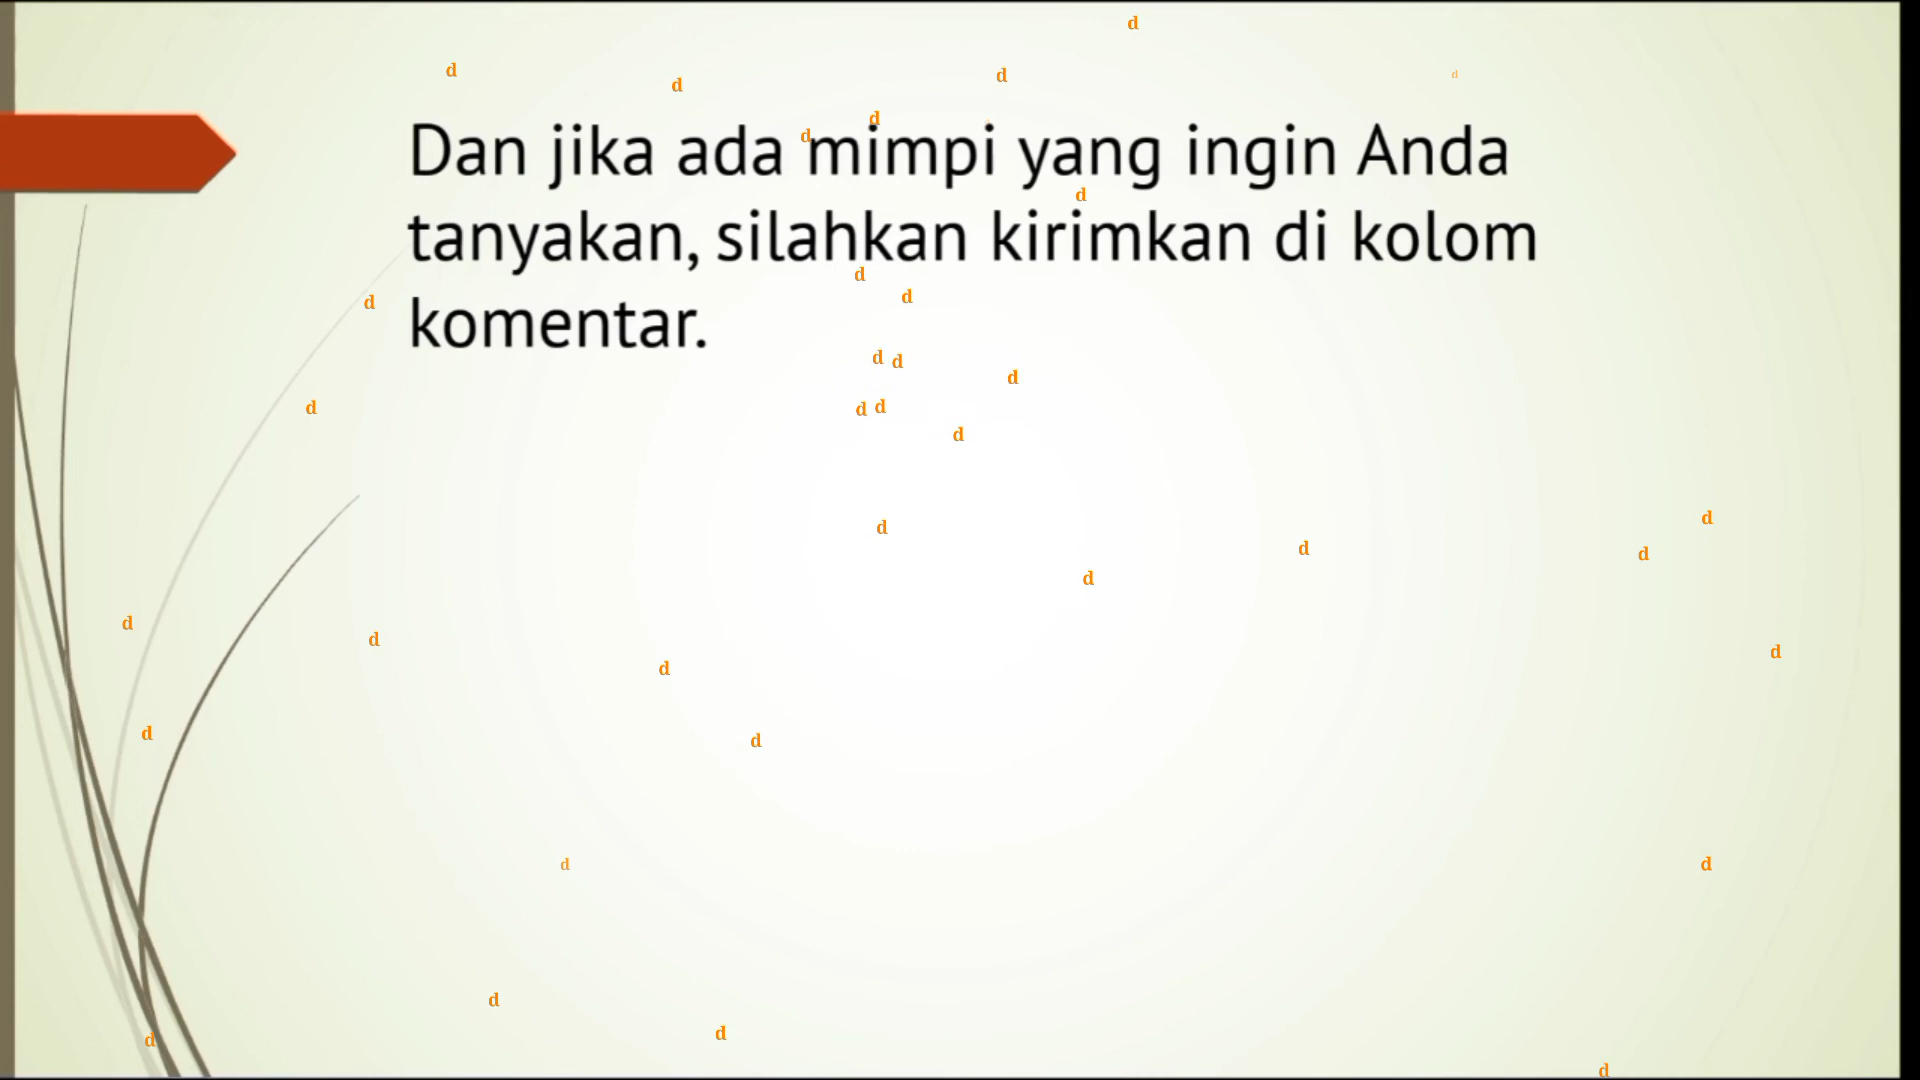 Dan jika ada mimpi yang ingin Anda
tanyakan, silahkan kirimkan di kolom
komentar.